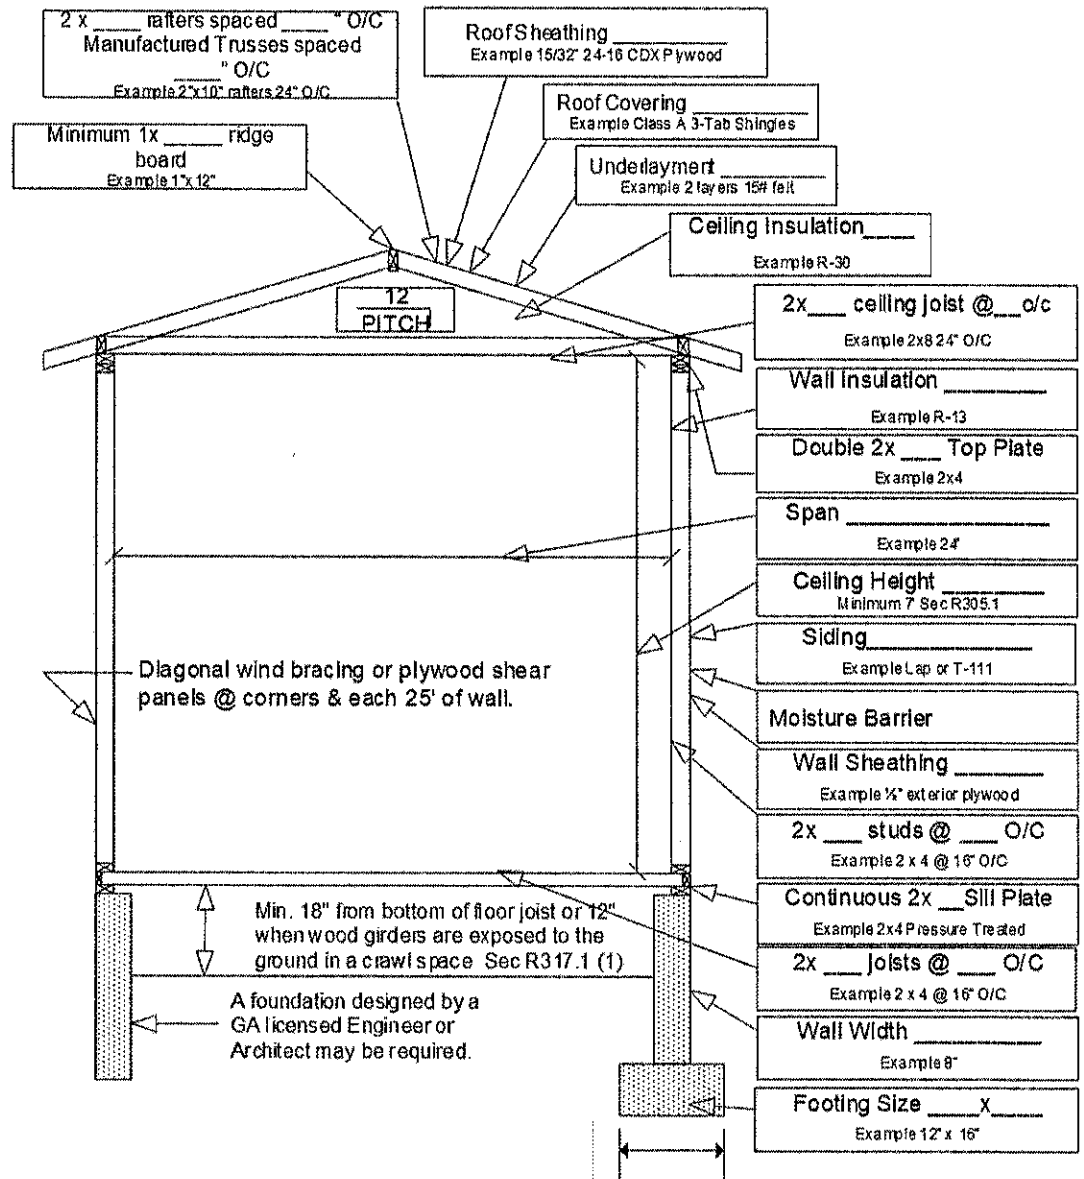 2 x ____ rafters spaced ____" O/C
Manufactured Trusses spaced
____" O/C
Example 2"x10" rafters 24" O/C
Minimum 1x ____ ridge
board
Example 1"x 12"
Roof Sheathing ________
Example 15/32" 24-16 CDX Plywood
Roof Covering ________
Example Class A 3-Tab Shingles
Underlayment ________
Example 2 layers 15# felt
Ceiling Insulation____
Example R-30
12
PITCH
2x___ ceiling joist @__o/c
Example 2x8 24" O/C
Wall Insulation ________
Example R-13
Double 2x ___ Top Plate
Example 2x4
Span ________________
Example 24'
Ceiling Height ________
Minimum 7' Sec R305.1
Siding_____________
Example Lap or T-111
Diagonal wind bracing or plywood shear
panels @ corners & each 25' of wall.
Moisture Barrier
Wall Sheathing _______
Example ½" exterior plywood
2x ___ studs @ ___ O/C
Example 2 x 4 @ 16" O/C
Continuous 2x __Sill Plate
Example 2x4 Pressure Treated
Min. 18" from bottom of floor joist or 12"
when wood girders are exposed to the
ground in a crawl space Sec R317.1 (1)
2x ___ joists @ ___ O/C
Example 2 x 4 @ 16" O/C
A foundation designed by a
GA licensed Engineer or
Architect may be required.
Wall Width ____________
Example 8"
Footing Size ____x____
Example 12" x 16"